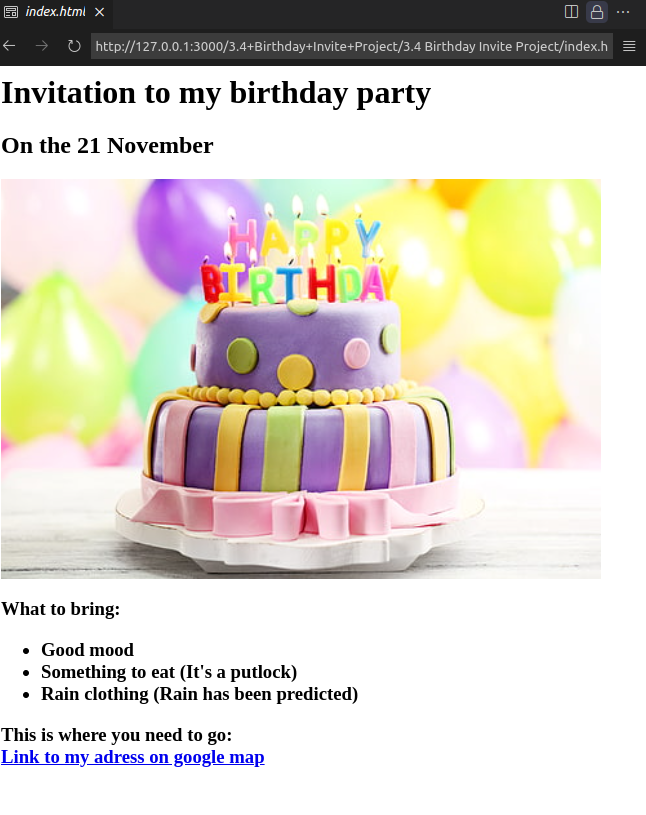 index.html
http://127.0.0.1:3000/3.4+Birthday+Invite+Project/3.4 Birthday Invite Project/index.h
Invitation to my birthday party
On the 21 November
HAPPY
BIRTHDAY
What to bring:
Good mood
Something to eat (It's a putlock)
Rain clothing (Rain has been predicted)
This is where you need to go:
Link to my adress on google map